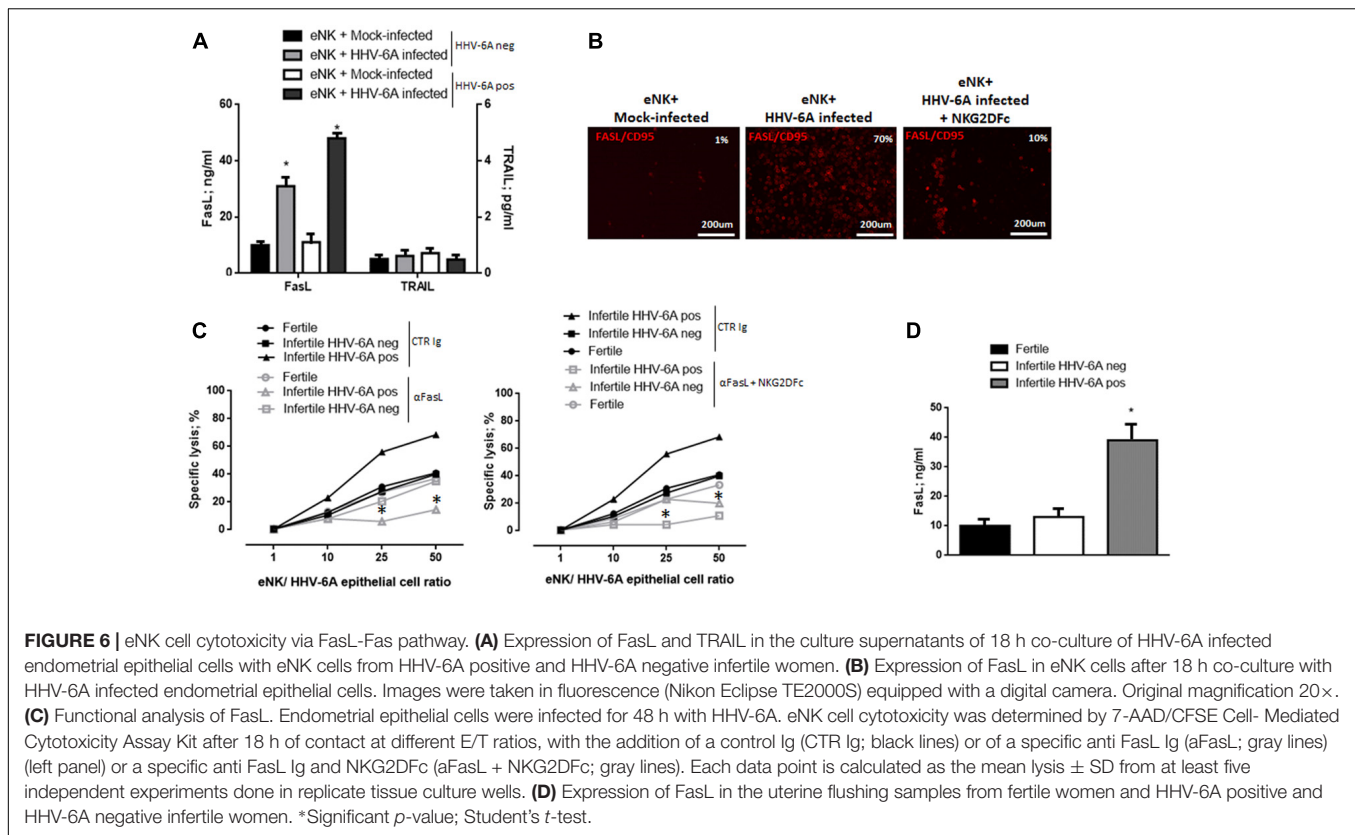 A
eNK + Mock-infected
eNK + HHV-6A infected
HHV-6A neg
eNK + Mock-infected
eNK + HHV-6A infected
HHV-6A pos
FasL; ng/ml
60
40
20
0
TRAIL; pg/ml
6
4
2
0
*
*
FasL
TRAIL
B
eNK+
Mock-infected
eNK+
HHV-6A infected
eNK+
HHV-6A infected
+ NKG2DFc
FASL/CD95
1%
200um
FASL/CD95
70%
200um
FASL/CD95
10%
200um
C
Fertile
Infertile HHV-6A neg
Infertile HHV-6A pos
CTR Ig
Fertile
Infertile HHV-6A pos
Infertile HHV-6A neg
αFasL
Specific lysis; %
100
80
60
40
20
0
*
*
1
10
25
50
eNK/ HHV-6A epithelial cell ratio
Infertile HHV-6A pos
Infertile HHV-6A neg
Fertile
CTR Ig
Infertile HHV-6A pos
Infertile HHV-6A neg
Fertile
αFasL + NKG2DFc
Specific lysis; %
100
80
60
40
20
0
*
*
1
10
25
50
eNK/ HHV-6A epithelial cell ratio
D
Fertile
Infertile HHV-6A neg
Infertile HHV-6A pos
FasL; ng/ml
50
40
30
20
10
0
*
FIGURE 6 | eNK cell cytotoxicity via FasL-Fas pathway. (A) Expression of FasL and TRAIL in the culture supernatants of 18 h co-culture of HHV-6A infected
endometrial epithelial cells with eNK cells from HHV-6A positive and HHV-6A negative infertile women. (B) Expression of FasL in eNK cells after 18 h co-culture with
HHV-6A infected endometrial epithelial cells. Images were taken in fluorescence (Nikon Eclipse TE2000S) equipped with a digital camera. Original magnification 20×.
(C) Functional analysis of FasL. Endometrial epithelial cells were infected for 48 h with HHV-6A. eNK cell cytotoxicity was determined by 7-AAD/CFSE Cell- Mediated
Cytotoxicity Assay Kit after 18 h of contact at different E/T ratios, with the addition of a control Ig (CTR Ig; black lines) or of a specific anti FasL Ig (aFasL; gray lines)
(left panel) or a specific anti FasL Ig and NKG2DFc (aFasL + NKG2DFc; gray lines). Each data point is calculated as the mean lysis ± SD from at least five
independent experiments done in replicate tissue culture wells. (D) Expression of FasL in the uterine flushing samples from fertile women and HHV-6A positive and
HHV-6A negative infertile women. *Significant p-value; Student's t-test.